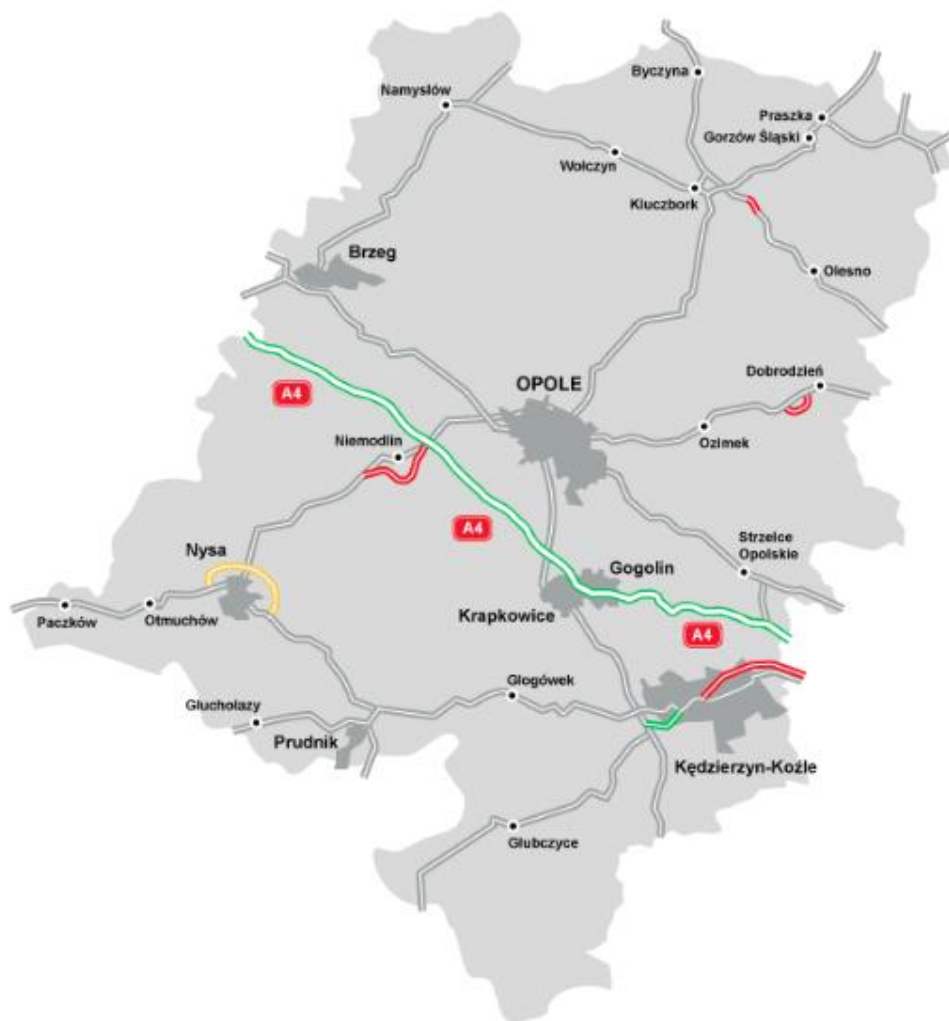 Byczyna
Namysłów
Praszka
Gorzów Śląski
Wołczyn
Kluczbork
Brzeg
Olesno
Dobrodzień
OPOLE
A4
Niemodlin
Ozimek
A4
Strzelce
Opolskie
Nysa
Gogolin
Paczków
Otmuchów
Krapkowice
A4
Głogówek
Głuchołazy
Prudnik
Kędzierzyn-Koźle
Głubczyce